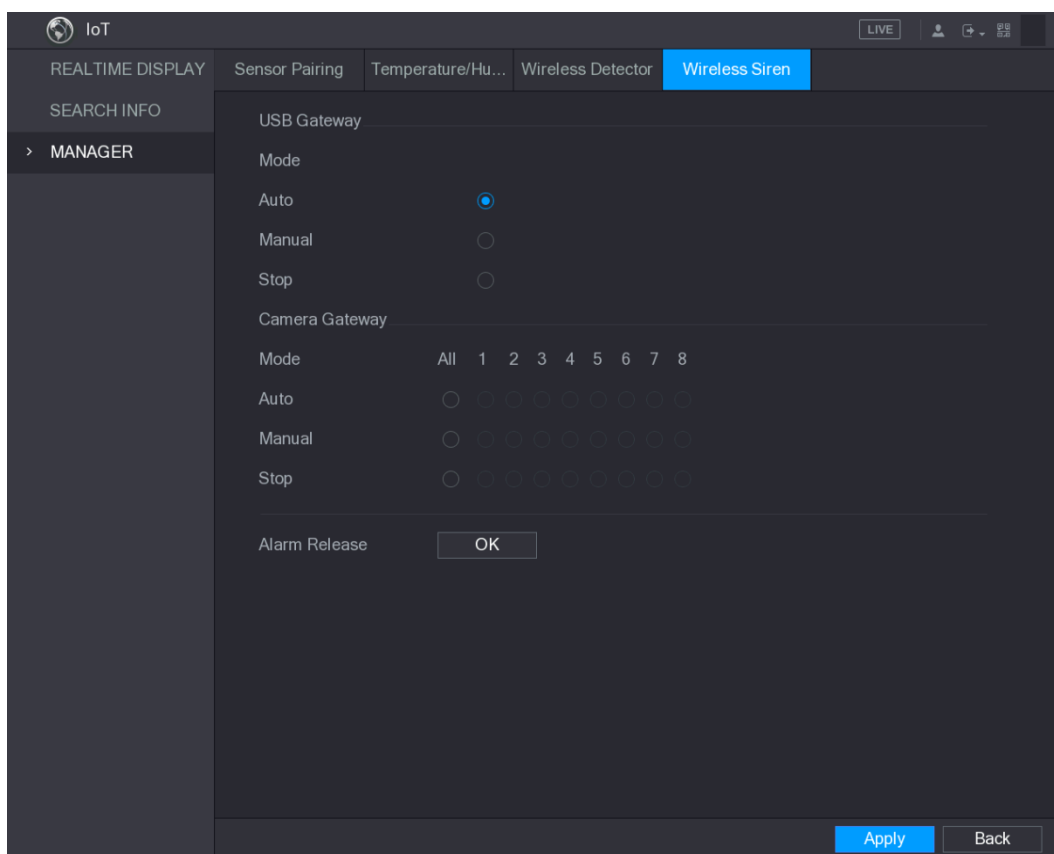 IoT
LIVE
REALTIME DISPLAY
SEARCH INFO
MANAGER
Sensor Pairing Temperature/Hu... Wireless Detector Wireless Siren
USB Gateway
Mode
Auto
Manual
Stop
Camera Gateway
Mode All 1 2 3 4 5 6 7 8
Auto
Manual
Stop
Alarm Release OK
Apply Back